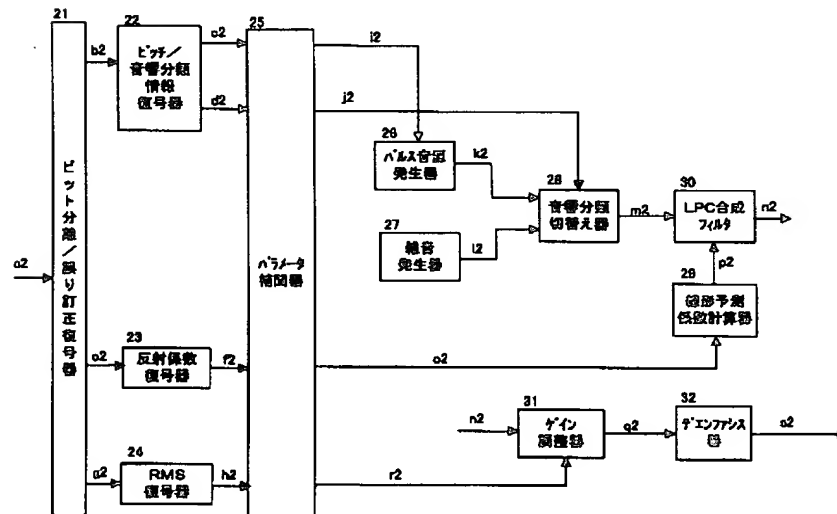 21
ビット分離/誤り訂正復号器
a2
b2
22
ピッチ/
音響分類
情報
復号器
c2
d2
25
パラメータ
補間器
i2
j2
26
パルス音源
発生器
k2
27
雑音
発生器
l2
28
音響分類
切替え器
m2
30
LPC合成
フィルタ
n2
p2
29
線形予測
係数計算器
e2
23
反射係数
復号器
f2
o2
g2
24
RMS
復号器
h2
r2
n2
31
ゲイン
調整器
q2
32
デエンファシス
器
s2